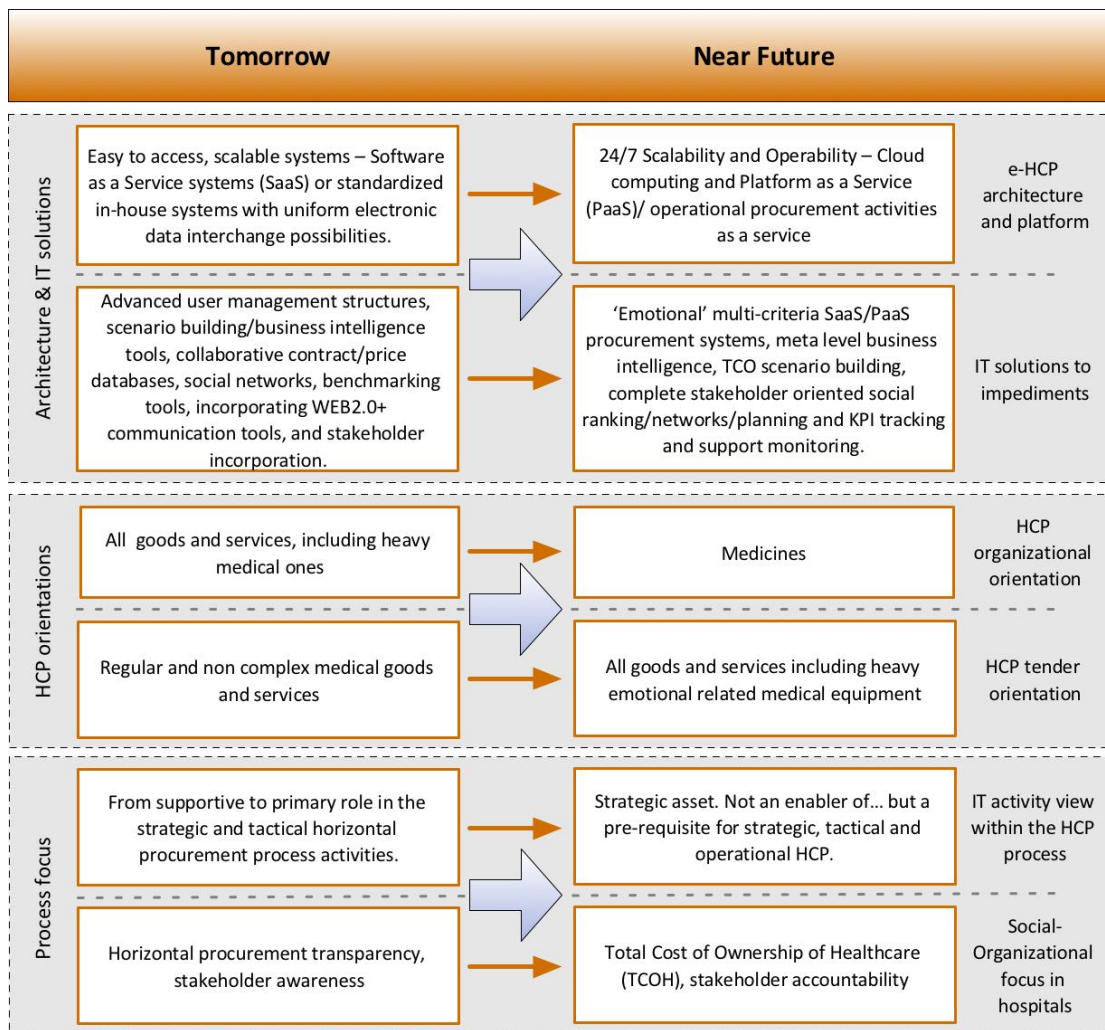 Tomorrow
Near Future
Architecture & IT solutions
Easy to access, scalable systems – Software
as a Service systems (SaaS) or standardized
in-house systems with uniform electronic
data interchange possibilities.
24/7 Scalability and Operability – Cloud
computing and Platform as a Service
(PaaS)/ operational procurement activities
as a service
e-HCP
architecture
and platform
Advanced user management structures,
scenario building/business intelligence
tools, collaborative contract/price
databases, social networks, benchmarking
tools, incorporating WEB2.0+
communication tools, and stakeholder
incorporation.
‘Emotional’ multi-criteria SaaS/PaaS
procurement systems, meta level business
intelligence, TCO scenario building,
complete stakeholder oriented social
ranking/networks/planning and KPI tracking
and support monitoring.
IT solutions to
impediments
HCP orientations
All goods and services, including heavy
medical ones
Medicines
HCP
organizational
orientation
Regular and non complex medical goods
and services
All goods and services including heavy
emotional related medical equipment
HCP tender
orientation
Process focus
From supportive to primary role in the
strategic and tactical horizontal
procurement process activities.
Strategic asset. Not an enabler of… but a
pre-requisite for strategic, tactical and
operational HCP.
IT activity view
within the HCP
process
Horizontal procurement transparency,
stakeholder awareness
Total Cost of Ownership of Healthcare
(TCOH), stakeholder accountability
Social-
Organizational
focus in
hospitals